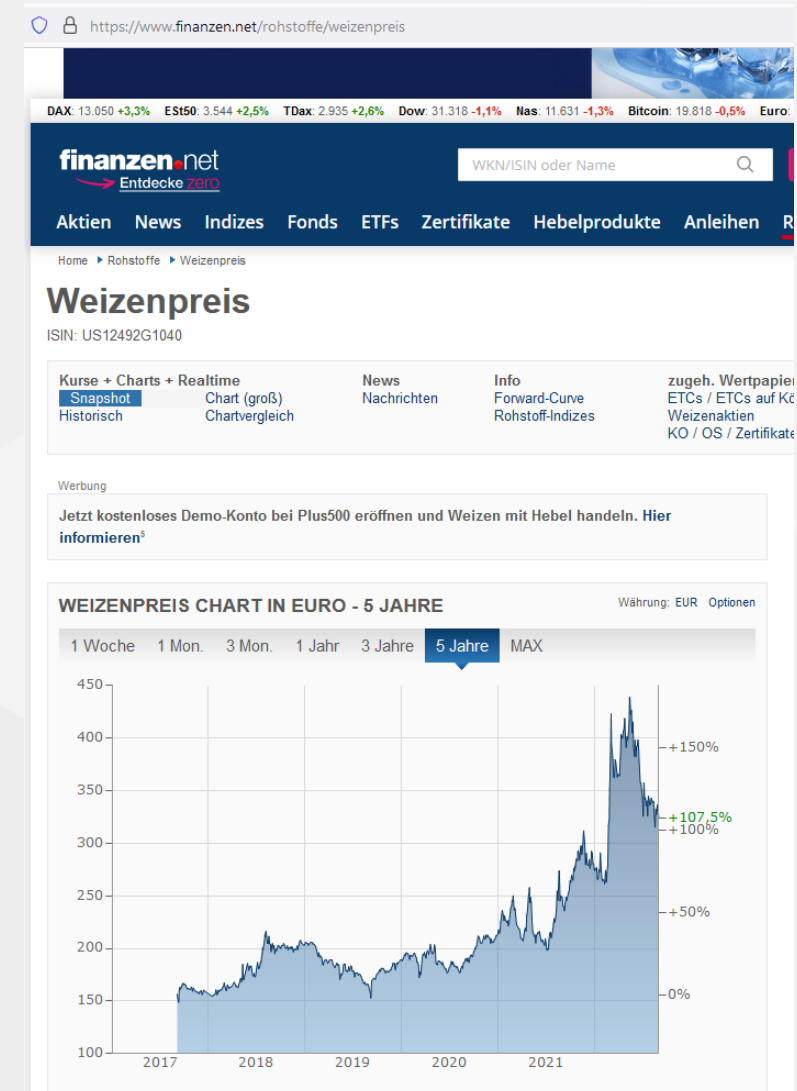 https://www.finanzen.net/rohstoffe/weizenpreis
DAX: 13.050 +3,3% ESt50: 3.544 +2,5% TDax: 2.935 +2,6% Dow: 31.318 -1,1% Nas: 11.631 -1,3% Bitcoin: 19.818 -0,5% Euro:
finanzen.net
Entdecke zero
WKN/ISIN oder Name
Aktien News Indizes Fonds ETFs Zertifikate Hebelprodukte Anleihen R
Home Rohstoffe Weizenpreis
Weizenpreis
ISIN: US12492G1040
Kurse + Charts + Realtime News Info zugeh. Wertpapier
Snapshot Chart (groß) Nachrichten Forward-Curve ETCs / ETCs auf Kö
Historisch Chartvergleich Rohstoff-Indizes Weizenaktien
KO / OS / Zertifikate
Werbung
Jetzt kostenloses Demo-Konto bei Plus500 eröffnen und Weizen mit Hebel handeln. Hier
informieren⁵
WEIZENPREIS CHART IN EURO - 5 JAHRE Währung: EUR Optionen
1 Woche 1 Mon. 3 Mon. 1 Jahr 3 Jahre 5 Jahre MAX
450
400
+150%
350
+107,5%
+100%
300
250
+50%
200
150
0%
100
2017 2018 2019 2020 2021